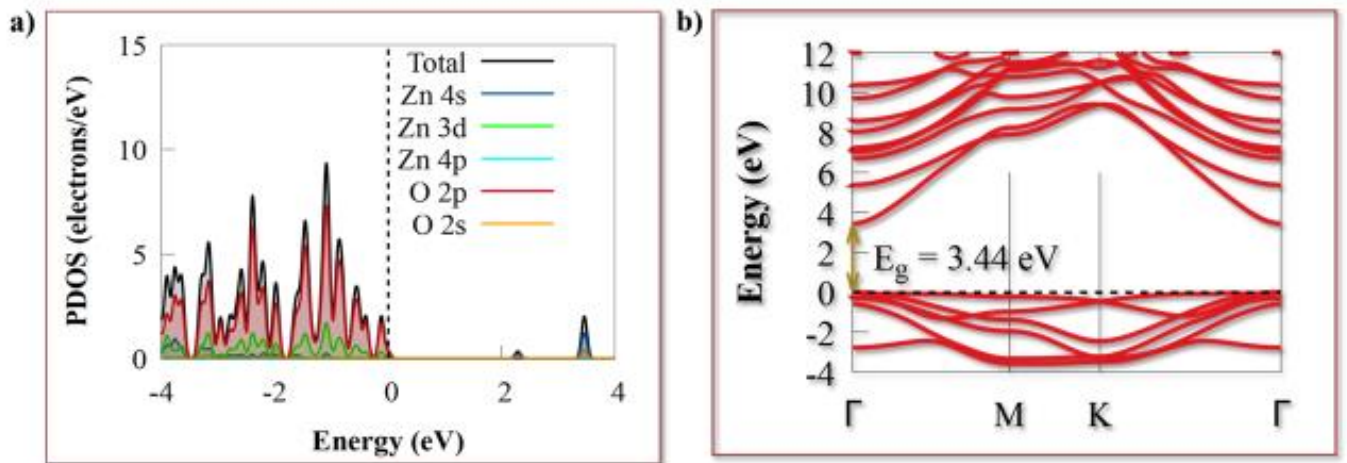 a)
PDOS (electrons/eV)
15
10
5
0
-4
-2
0
2
4
Energy (eV)
Total
Zn 4s
Zn 3d
Zn 4p
O 2p
O 2s
b)
Energy (eV)
12
10
8
6
4
2
0
-2
-4
E_g = 3.44 eV
Γ
M
K
Γ